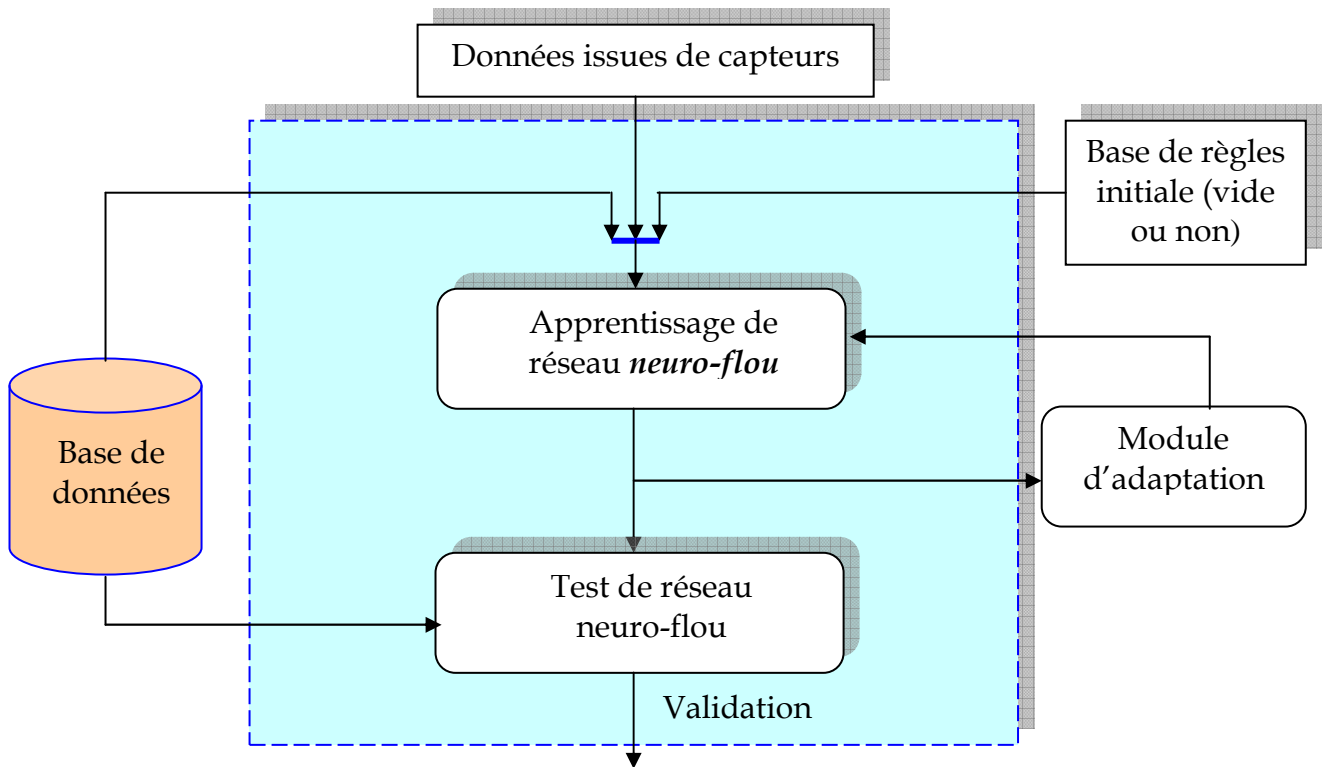 Données issues de capteurs
Base de règles
initiale (vide
ou non)
Apprentissage de
réseau neuro-flou
Base de
données
Module
d’adaptation
Test de réseau
neuro-flou
Validation